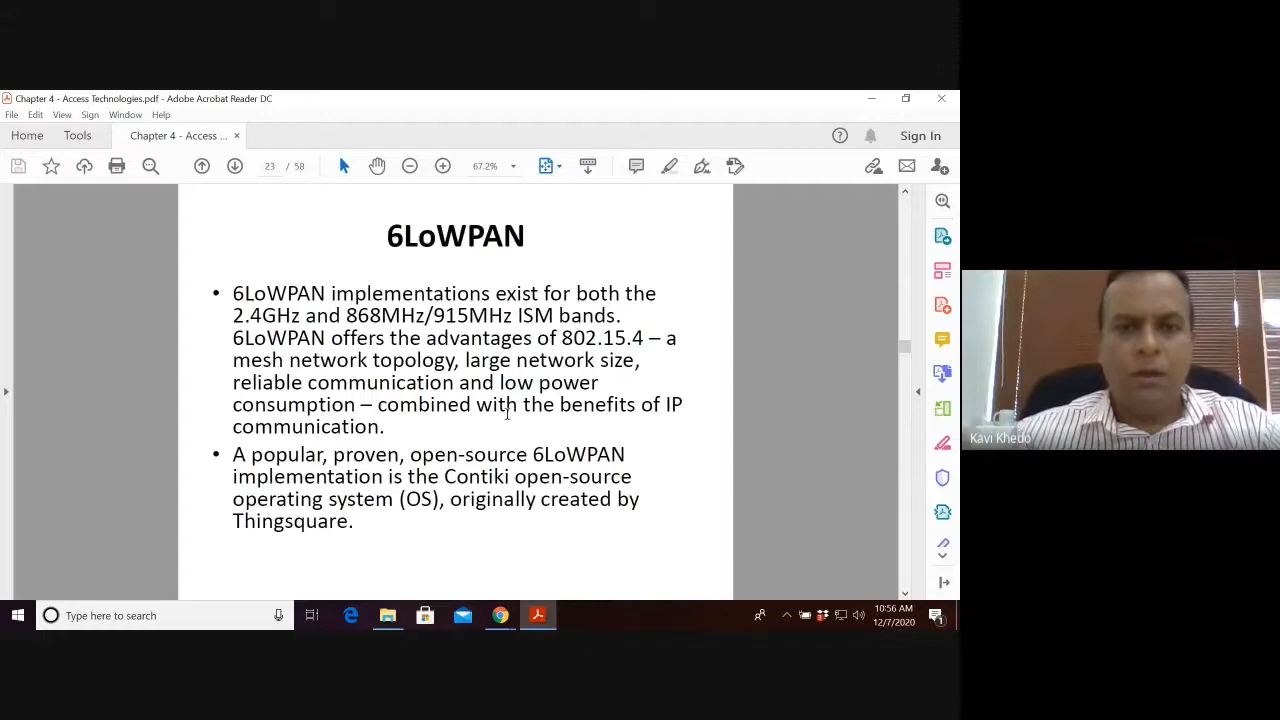 Chapter 4 - Access Technologies.pdf - Adobe Acrobat Reader DC
File Edit View Sign Window Help
Home Tools Chapter 4 - Access ... × Sign In
23 / 58 67.2%
6LoWPAN
• 6LoWPAN implementations exist for both the
2.4GHz and 868MHz/915MHz ISM bands.
6LoWPAN offers the advantages of 802.15.4 – a
mesh network topology, large network size,
reliable communication and low power
consumption – combined with the benefits of IP
communication.
• A popular, proven, open-source 6LoWPAN
implementation is the Contiki open-source
operating system (OS), originally created by
Thingsquare.
Kavi Khedo
Type here to search
10:56 AM
12/7/2020